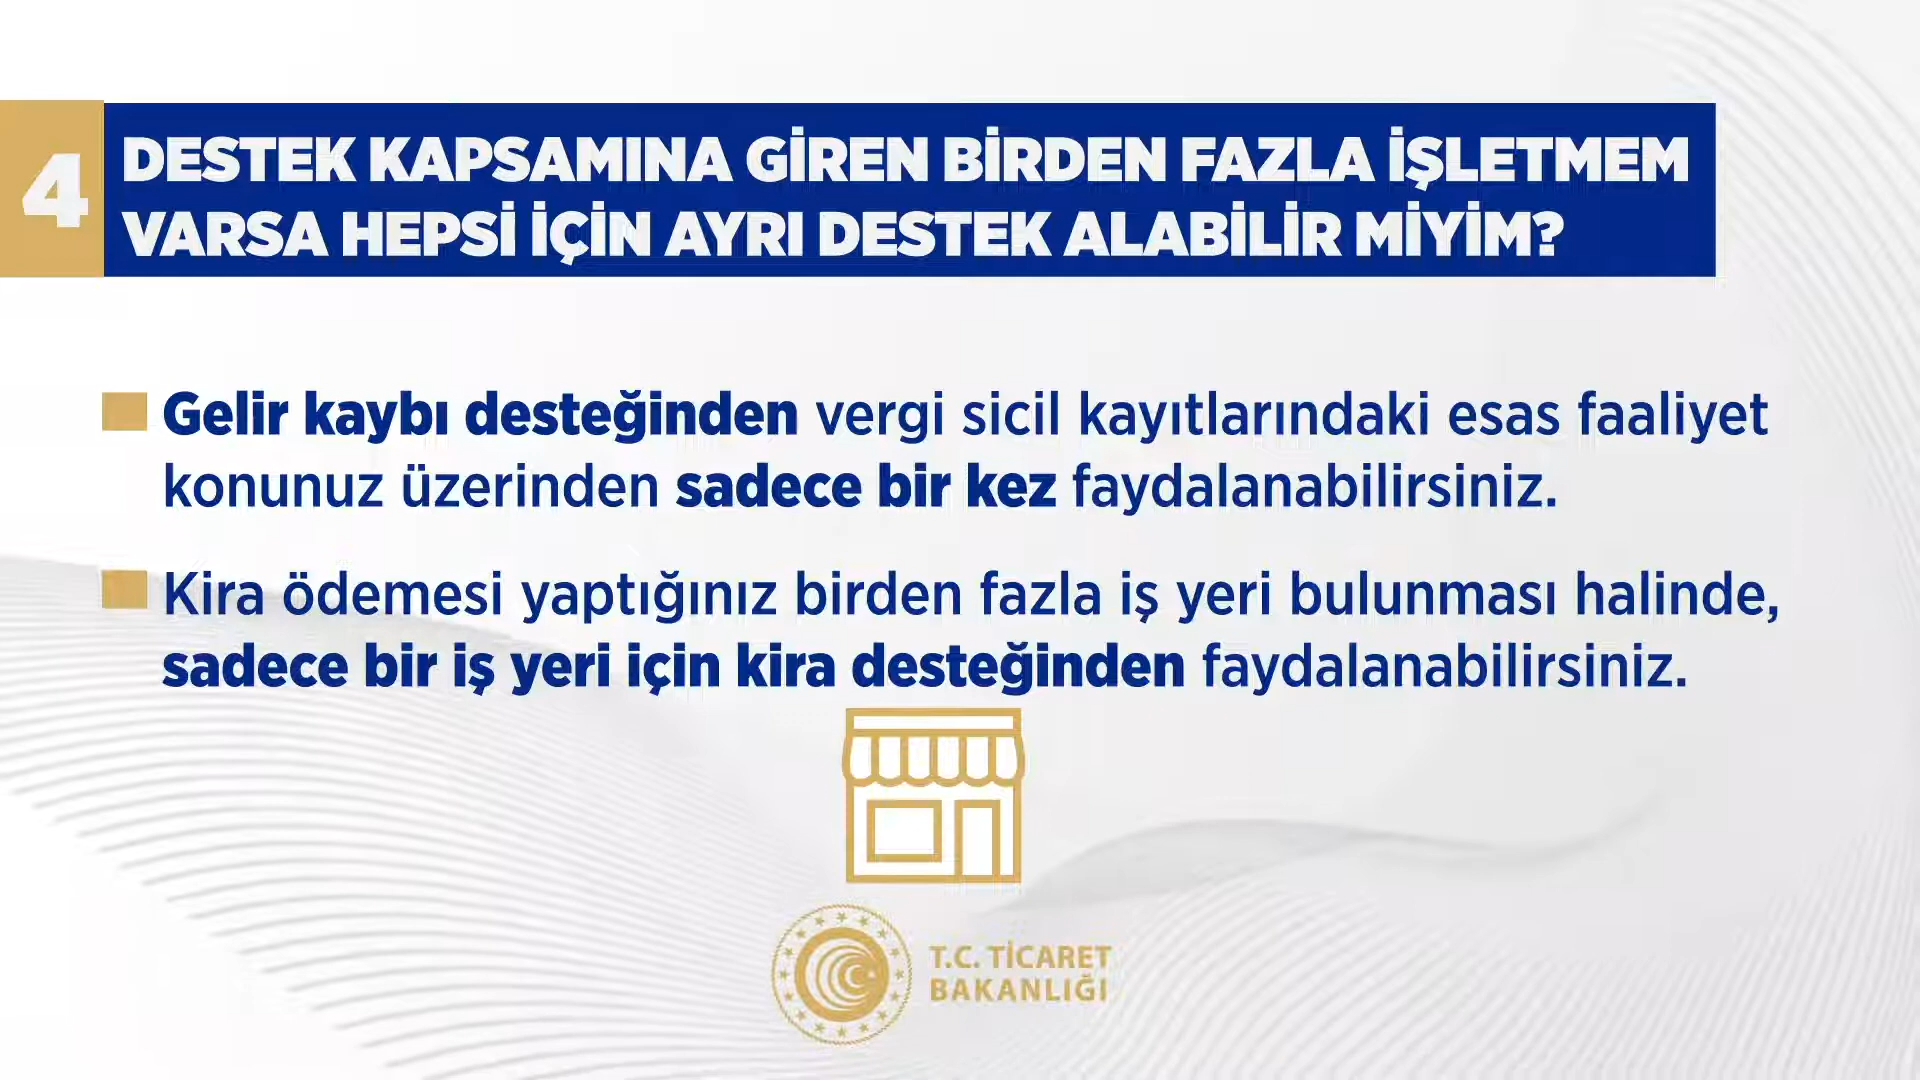 4
DESTEK KAPSAMINA GİREN BİRDEN FAZLA İŞLETMEM
VARSA HEPSİ İÇİN AYRI DESTEK ALABİLİR MİYİM?
Gelir kaybı desteğinden vergi sicil kayıtlarındaki esas faaliyet
konunuz üzerinden sadece bir kez faydalanabilirsiniz.
Kira ödemesi yaptığınız birden fazla iş yeri bulunması halinde,
sadece bir iş yeri için kira desteğinden faydalanabilirsiniz.
T.C. TİCARET
BAKANLIĞI